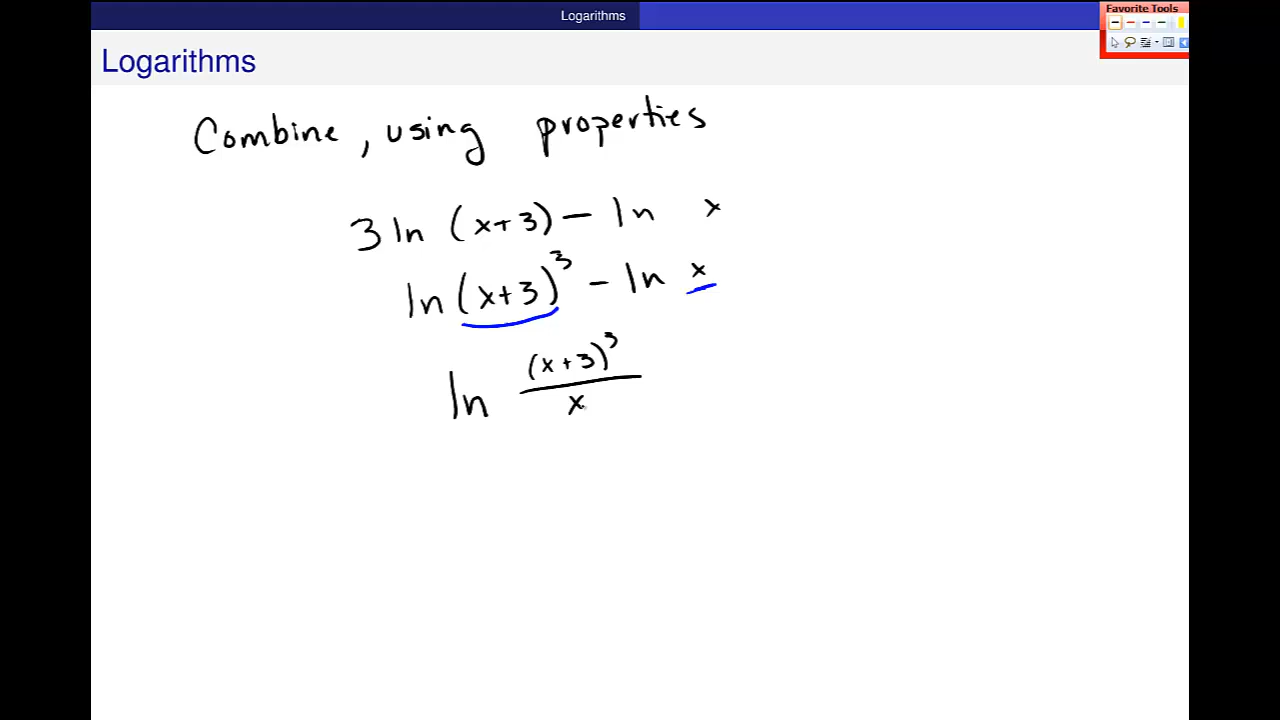 Logarithms
Favorite Tools
Logarithms
Combine, using properties
3 ln (x+3) - ln x
ln (x+3)³ - ln x
ln (x+3)³ / x